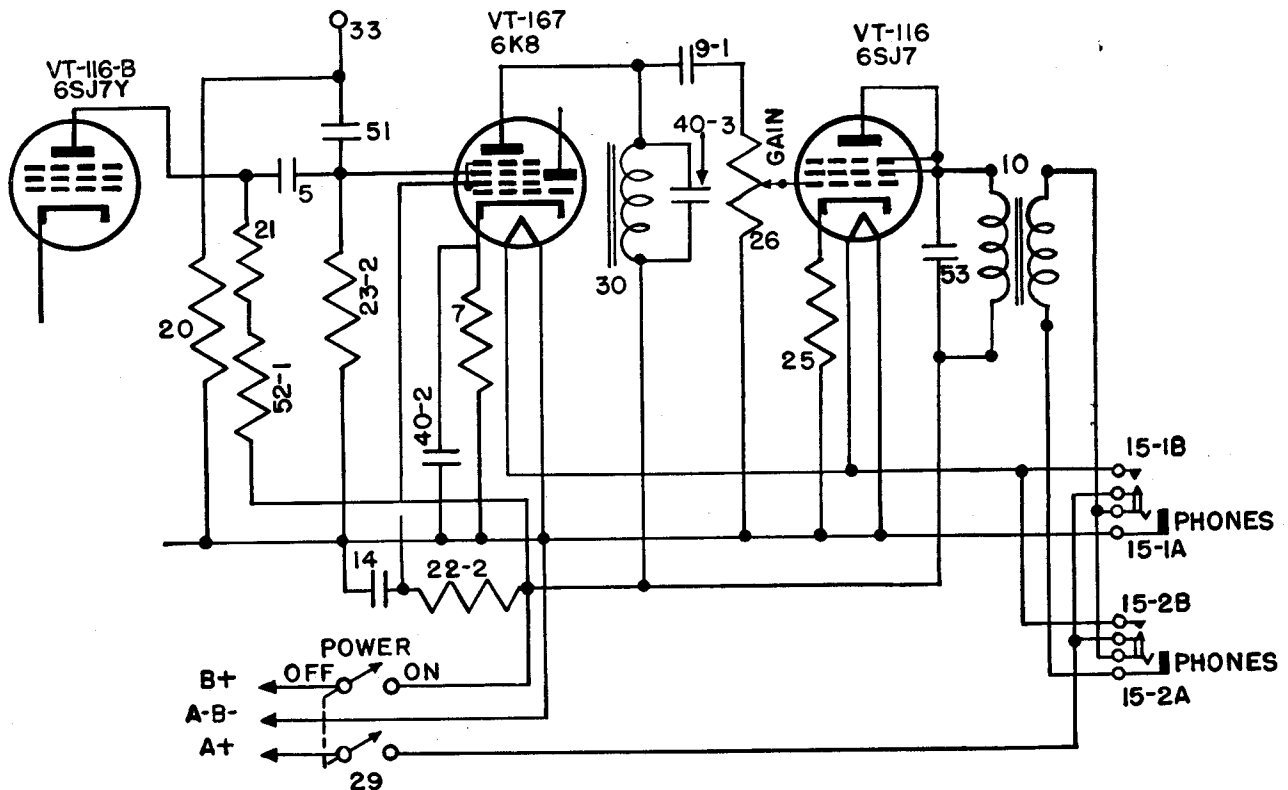 33
VT-116-B
6SJ7Y
VT-167
6K8
VT-116
6SJ7
9-1
40-3
GAIN
51
5
10
21
23-2
20
52-1
7
30
26
53
25
40-2
15-1B
PHONES
15-1A
14
22-2
15-2B
PHONES
15-2A
POWER
B+
OFF
ON
A-B-
A+
29